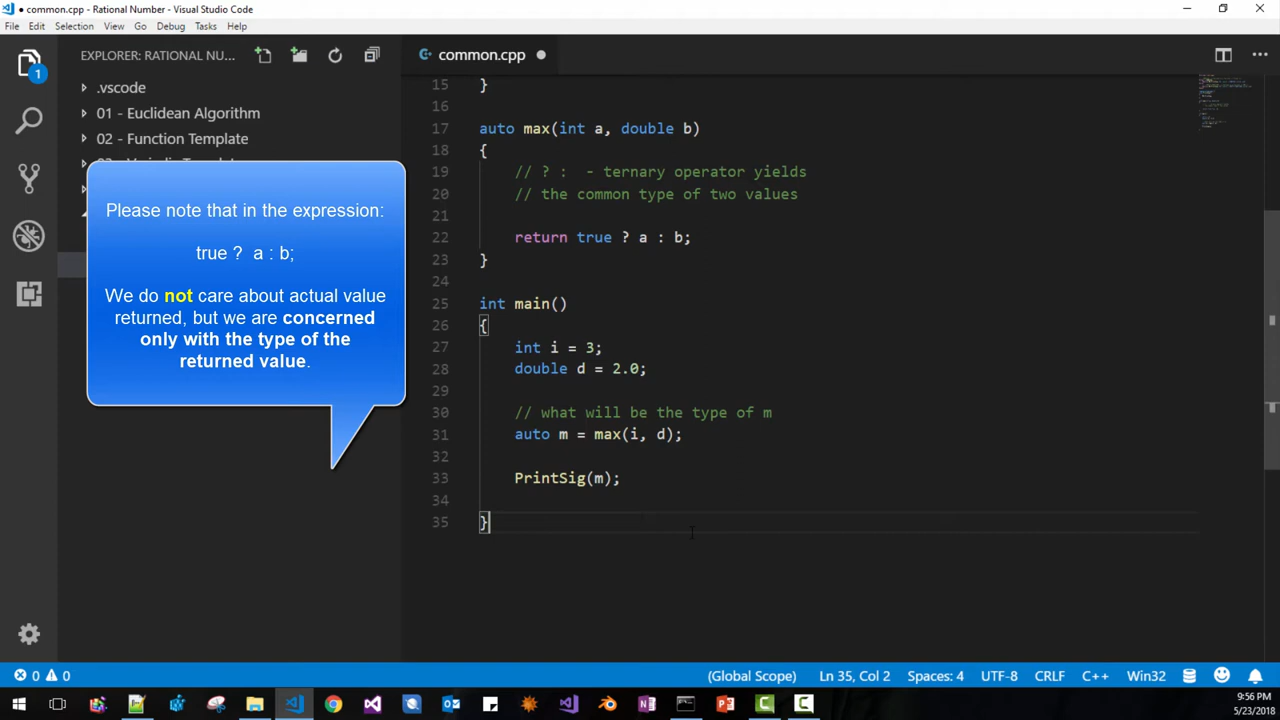 common.cpp - Rational Number - Visual Studio Code
File Edit Selection View Go Debug Tasks Help
EXPLORER: RATIONAL NU...
.vscode
01 - Euclidean Algorithm
02 - Function Template
1
Please note that in the expression:
true ? a : b;
We do not care about actual value
returned, but we are concerned
only with the type of the
returned value.
common.cpp
15 }
16
17 auto max(int a, double b)
18 {
19 // ? : - ternary operator yields
20 // the common type of two values
21
22 return true ? a : b;
23 }
24
25 int main()
26 {
27 int i = 3;
28 double d = 2.0;
29
30 // what will be the type of m
31 auto m = max(i, d);
32
33 PrintSig(m);
34
35 }
0 0 (Global Scope) Ln 35, Col 2 Spaces: 4 UTF-8 CRLF C++ Win32
9:56 PM
5/23/2018